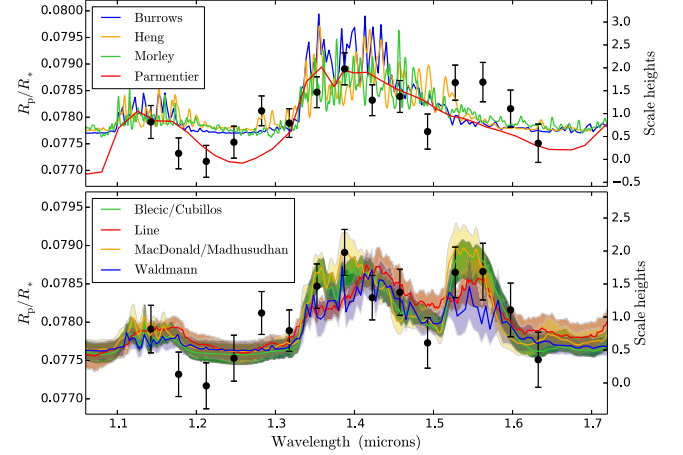 0.0800
0.0795
0.0790
0.0785
0.0780
0.0775
0.0770
R_p/R_*
Burrows
Heng
Morley
Parmentier
3.0
2.5
2.0
1.5
1.0
0.5
0.0
−0.5
Scale heights
0.0795
0.0790
0.0785
0.0780
0.0775
0.0770
R_p/R_*
Blecic/Cubillos
Line
MacDonald/Madhusudhan
Waldmann
2.5
2.0
1.5
1.0
0.5
0.0
Scale heights
1.1 1.2 1.3 1.4 1.5 1.6 1.7
Wavelength (microns)